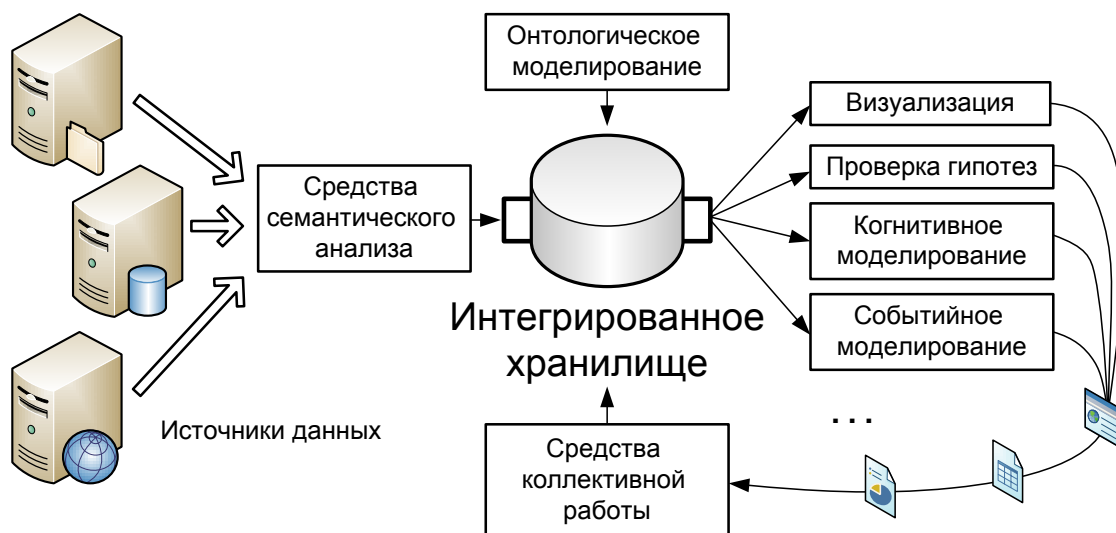 Онтологическое
моделирование
Визуализация
Проверка гипотез
Средства
семантического
анализа
Когнитивное
моделирование
Событийное
моделирование
Интегрированное
хранилище
Источники данных
. . .
Средства
коллективной
работы